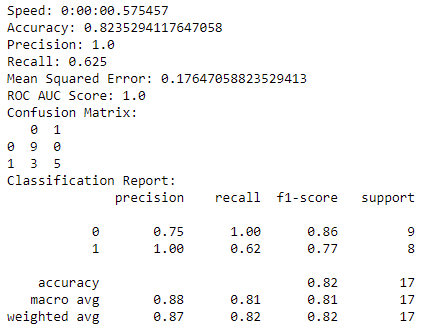 Speed: 0:00:00.575457
Accuracy: 0.8235294117647058
Precision: 1.0
Recall: 0.625
Mean Squared Error: 0.17647058823529413
ROC AUC Score: 1.0
Confusion Matrix:
   0  1
0  9  0
1  3  5
Classification Report:
              precision    recall  f1-score   support

           0       0.75      1.00      0.86         9
           1       1.00      0.62      0.77         8

    accuracy                           0.82        17
   macro avg       0.88      0.81      0.81        17
weighted avg       0.87      0.82      0.82        17